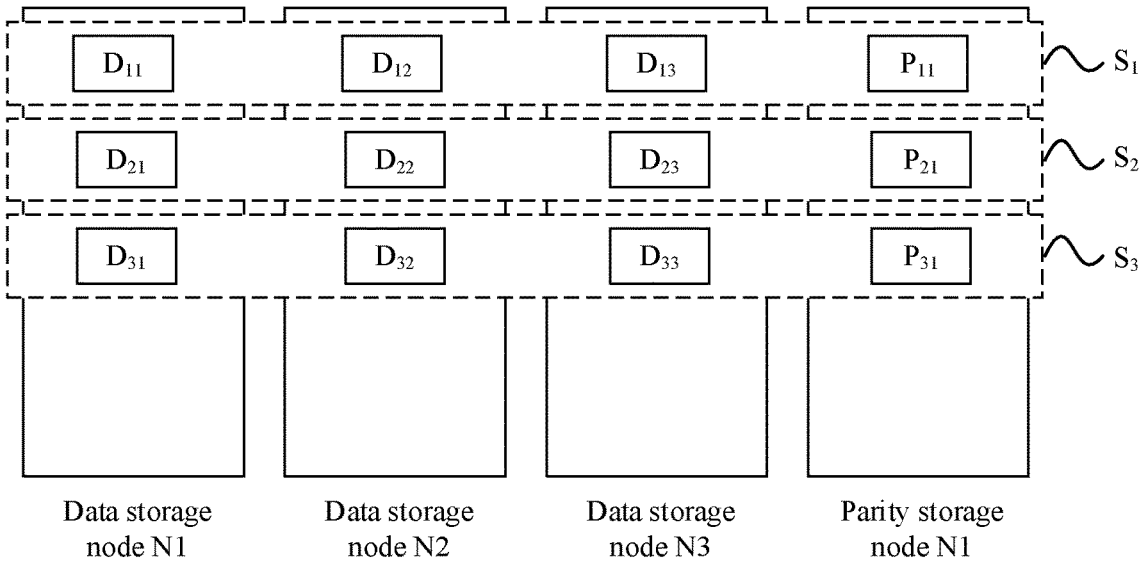 D₁₁ D₁₂ D₁₃ P₁₁ S₁
D₂₁ D₂₂ D₂₃ P₂₁ S₂
D₃₁ D₃₂ D₃₃ P₃₁ S₃
Data storage Data storage Data storage Parity storage
node N1 node N2 node N3 node N1